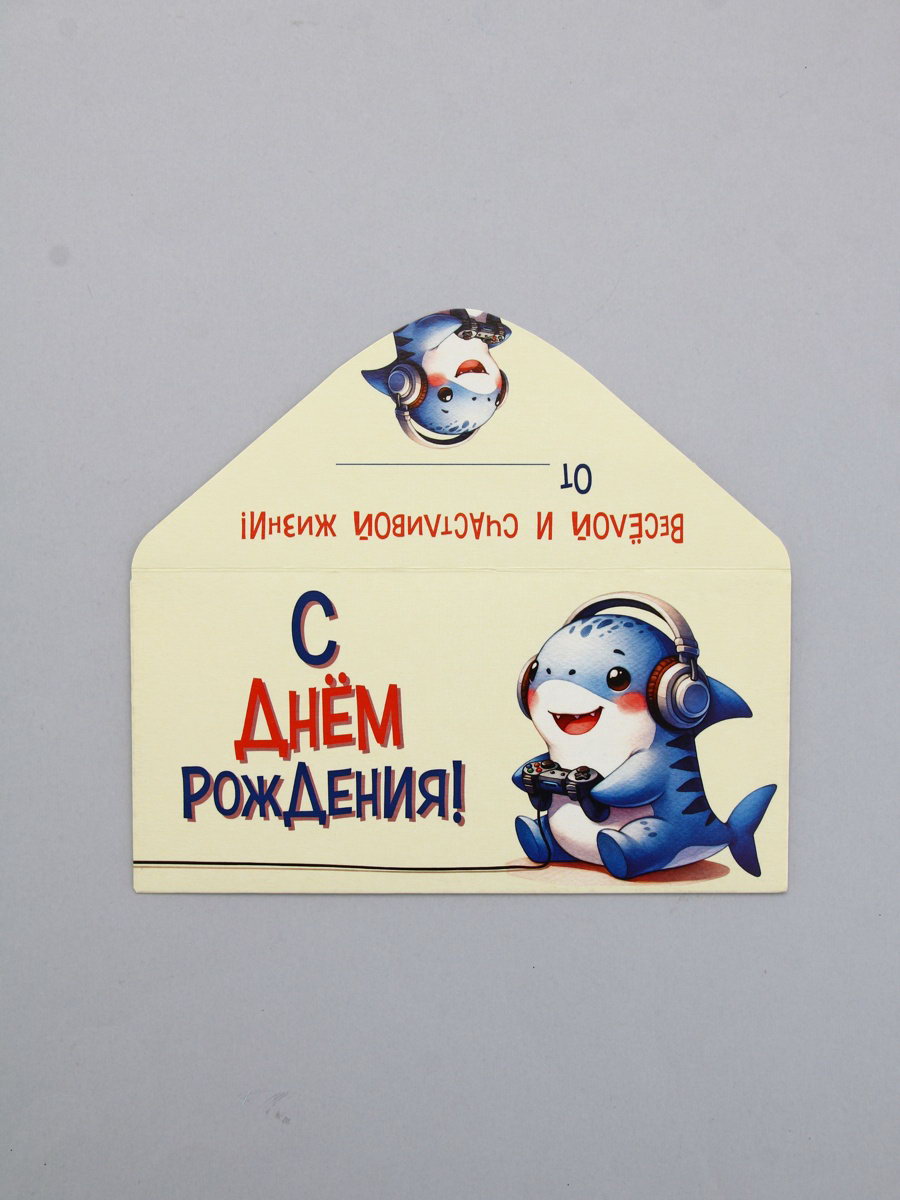 Весёлой и счастливой жизни!
От
С
ДНЁМ
РОЖДЕНИЯ!